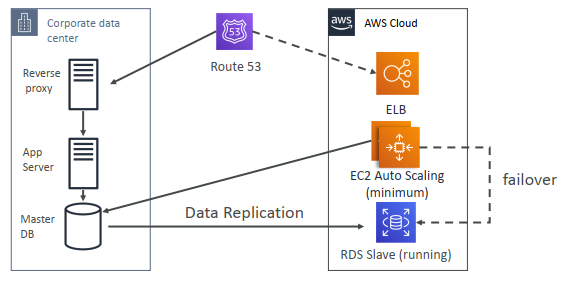 Corporate data
center
53
aws
AWS Cloud
Reverse
proxy
Route 53
ELB
App
Server
EC2 Auto Scaling
(minimum)
failover
Master
DB
Data Replication
RDS Slave (running)